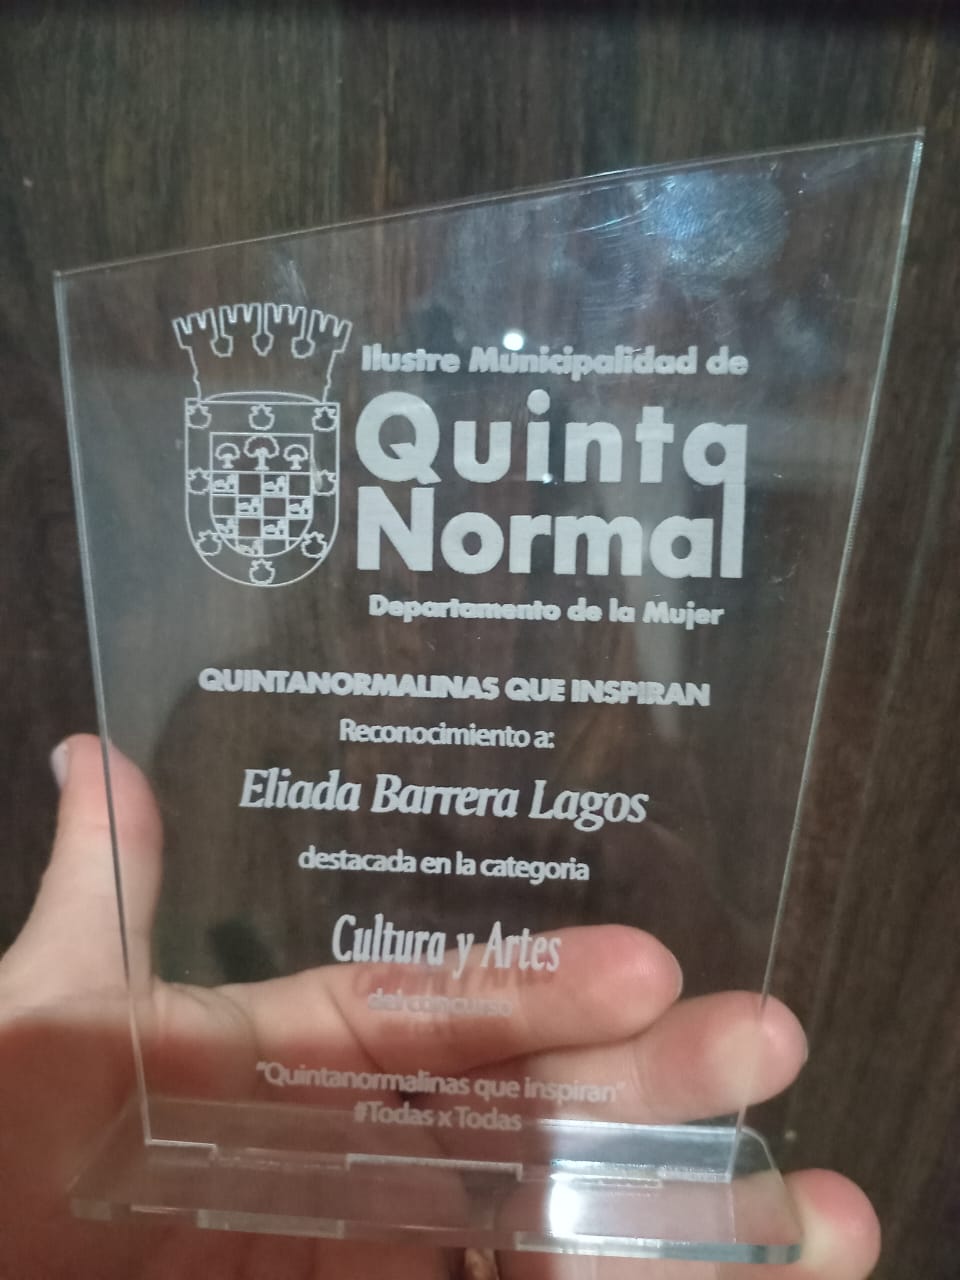 Ilustre Municipalidad de
Quinta
Normal
Departamento de la Mujer
QUINTANORMALINAS QUE INSPIRAN
Reconocimiento a:
Eliada Barrera Lagos
destacada en la categoria
Cultura y Artes
del concurso
"Quintanormalinas que inspiran"
#Todas x Todas